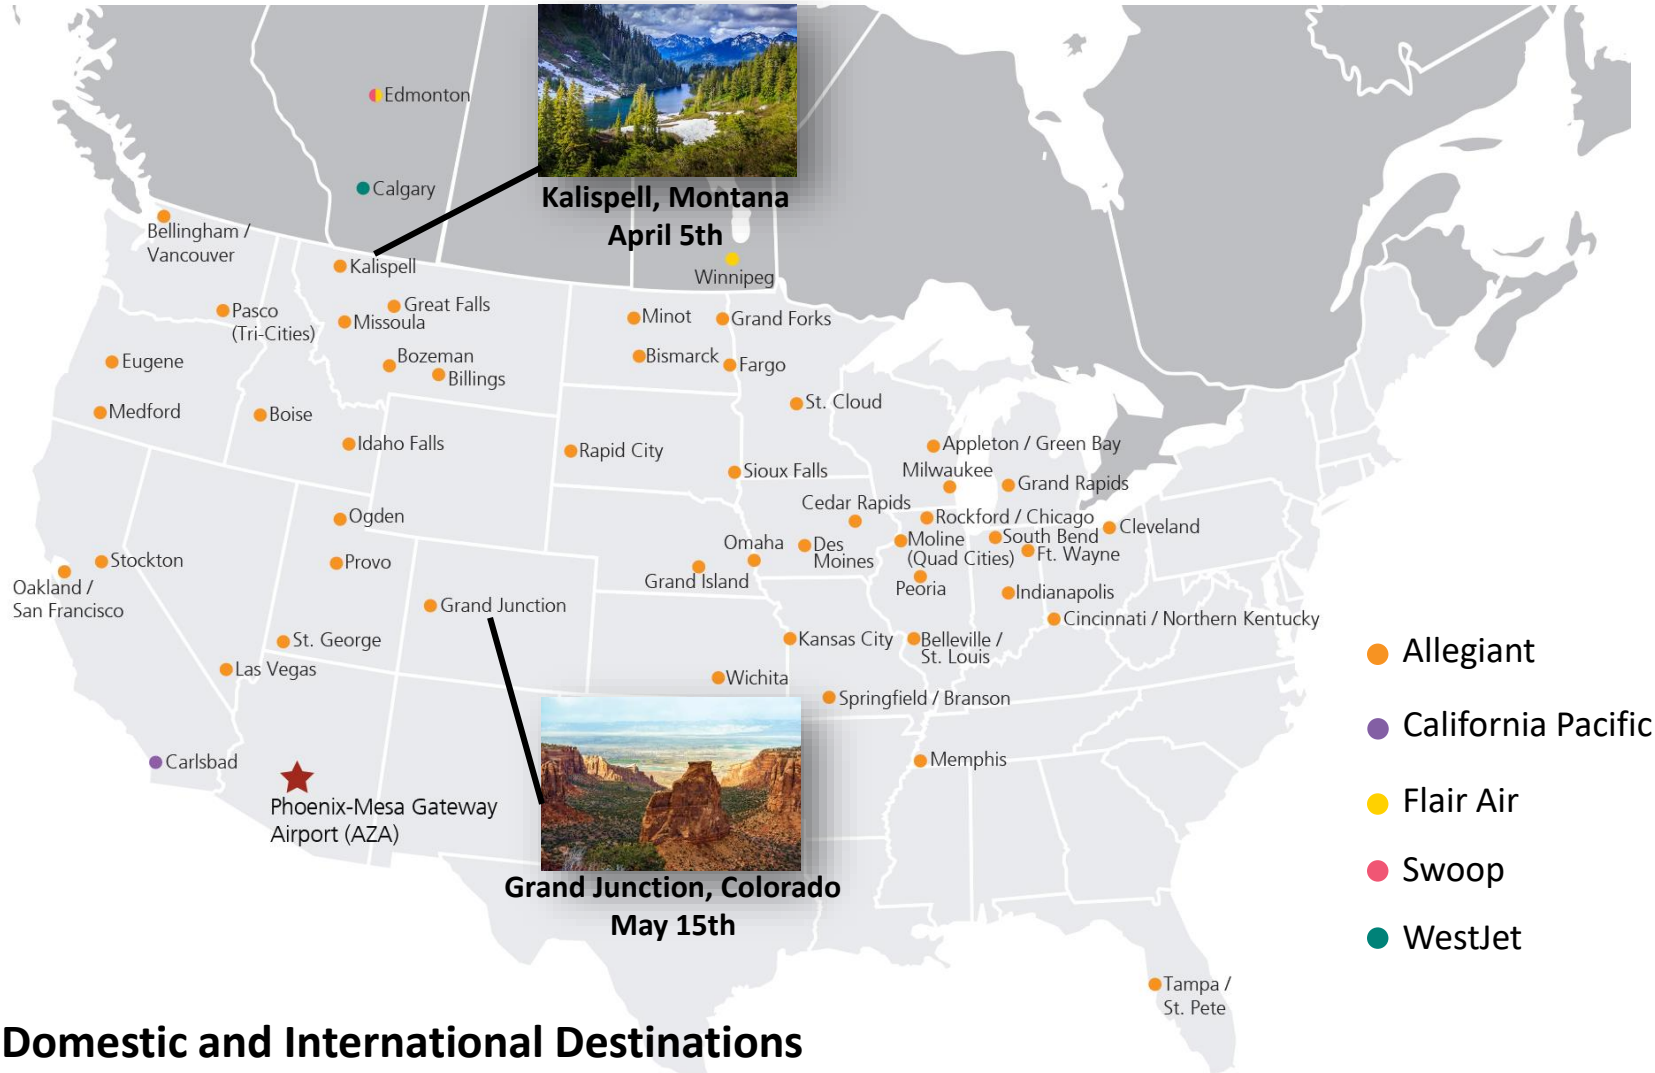 Edmonton
Calgary
Kalispell, Montana
April 5th
Bellingham /
Vancouver
Kalispell
Winnipeg
Great Falls
Pasco
(Tri-Cities)
Missoula
Minot
Grand Forks
Eugene
Bozeman
Billings
Bismarck
Fargo
Medford
Boise
St. Cloud
Idaho Falls
Rapid City
Appleton / Green Bay
Sioux Falls
Milwaukee
Grand Rapids
Cedar Rapids
Ogden
Rockford / Chicago
Cleveland
Stockton
Provo
Omaha
Des
Moines
Moline
(Quad Cities)
South Bend
Ft. Wayne
Oakland /
San Francisco
Grand Island
Peoria
Indianapolis
Grand Junction
Cincinnati / Northern Kentucky
St. George
Kansas City
Belleville /
St. Louis
Las Vegas
Wichita
Springfield / Branson
Carlsbad
Memphis
Phoenix-Mesa Gateway
Airport (AZA)
Grand Junction, Colorado
May 15th
Tampa /
St. Pete
Allegiant
California Pacific
Flair Air
Swoop
WestJet
Domestic and International Destinations